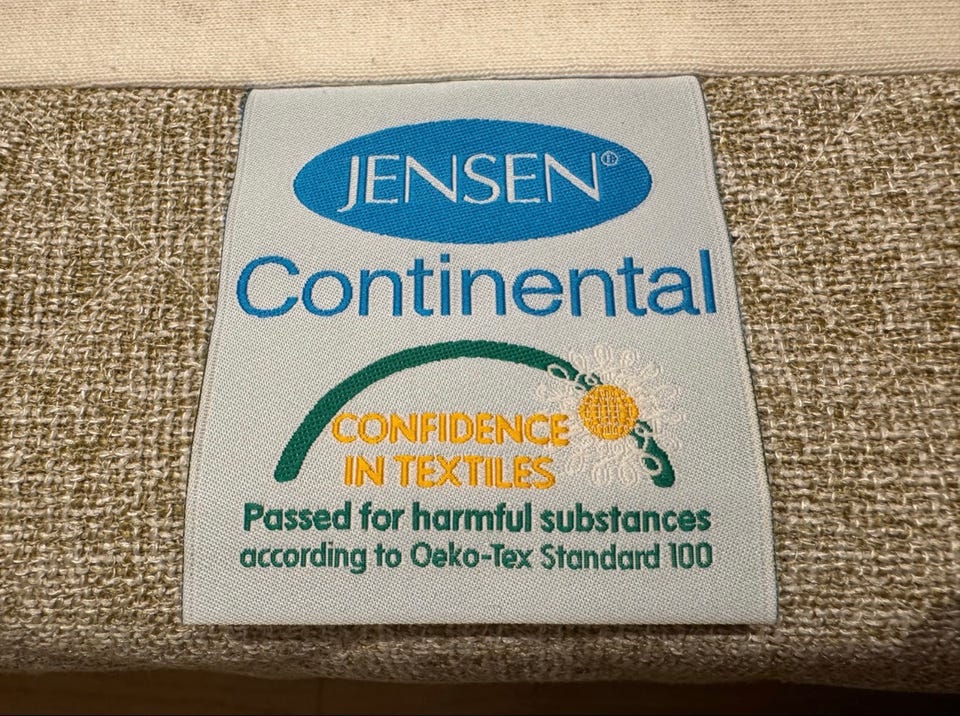 JENSEN®
Continental
CONFIDENCE
IN TEXTILES
Passed for harmful substances
according to Oeko-Tex Standard 100